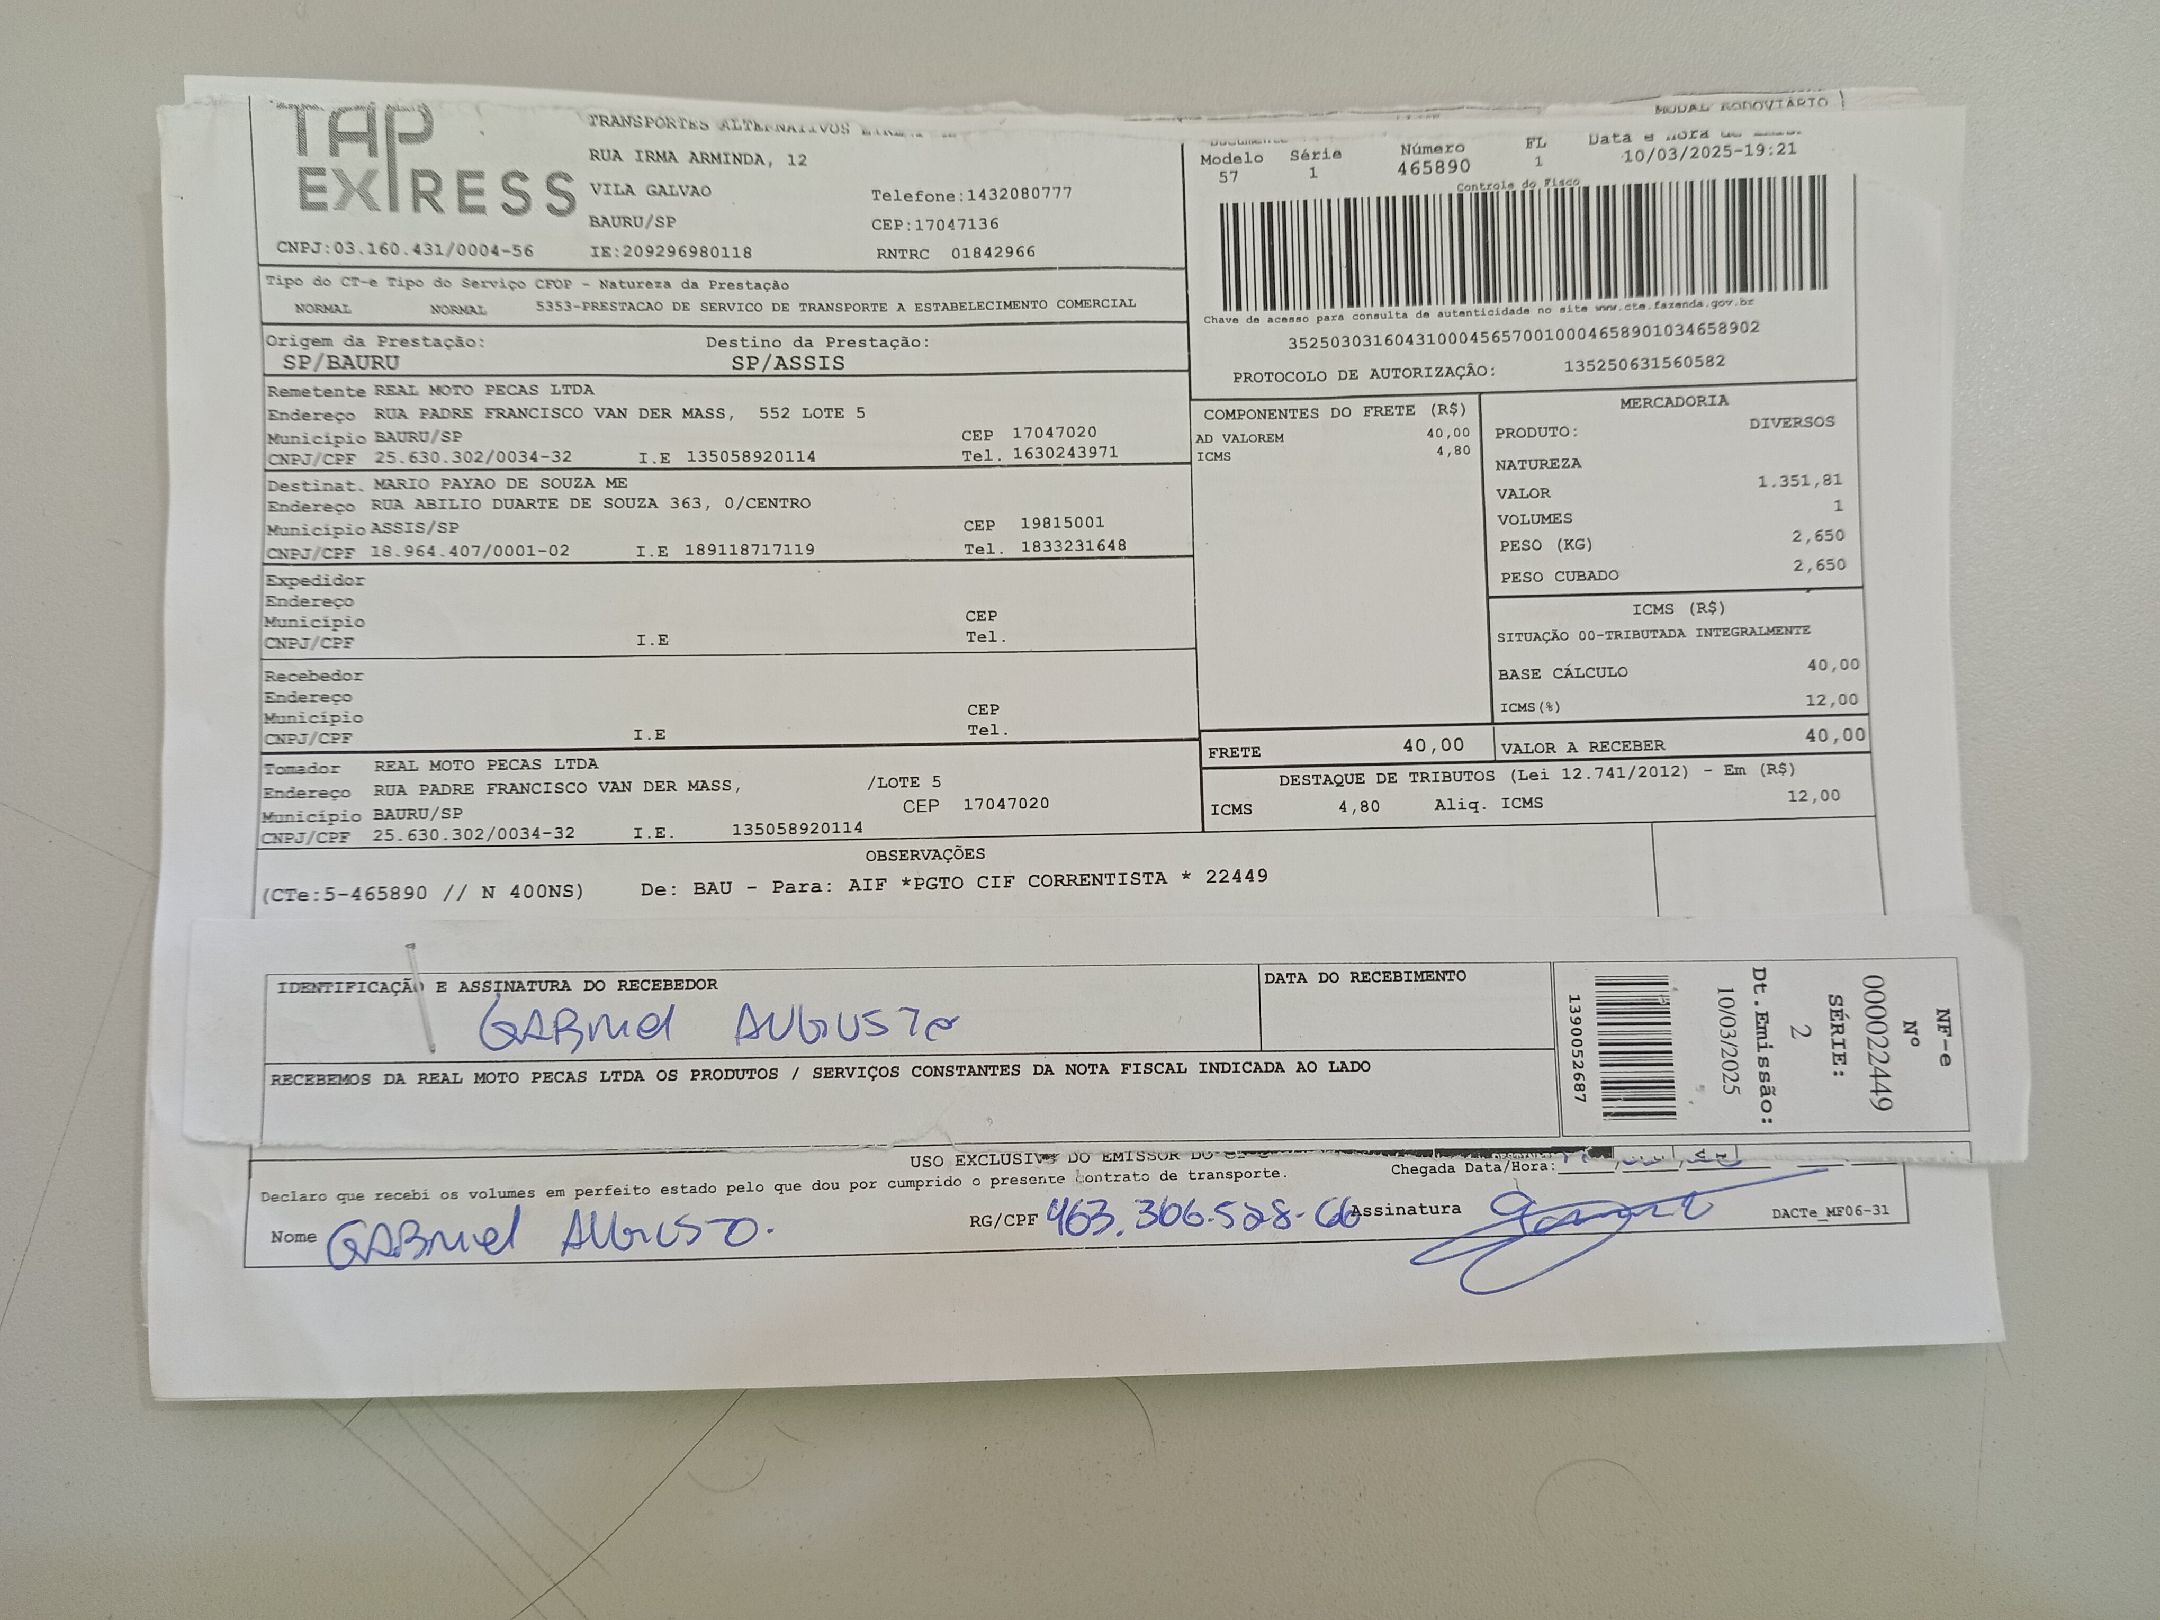 MODAL RODOVIÁRIO
TAP
EXPRESS
CNPJ:03.160.431/0004-56
TRANSPORTES ALTERNATIVOS
RUA IRMA ARMINDA, 12
VILA GALVAO Telefone:1432080777
BAURU/SP CEP:17047136
IE:209296980118 RNTRC 01842966
Modelo Série Número FL Data e
57 1 465890 1 10/03/2025-19:21
Controle do Fisco
Chave de acesso para consulta de autenticidade no site www.cte.fazenda.gov.br
35250303160431000456570010004658901034658902
PROTOCOLO DE AUTORIZAÇÃO: 135250631560582
Tipo do CT-e Tipo do Serviço CFOP - Natureza da Prestação
NORMAL NORMAL 5353-PRESTACAO DE SERVICO DE TRANSPORTE A ESTABELECIMENTO COMERCIAL
Origem da Prestação: Destino da Prestação:
SP/BAURU SP/ASSIS
Remetente REAL MOTO PECAS LTDA
Endereço RUA PADRE FRANCISCO VAN DER MASS, 552 LOTE 5
Município BAURU/SP CEP 17047020
CNPJ/CPF 25.630.302/0034-32 I.E 135058920114 Tel. 1630243971
Destinat. MARIO PAYAO DE SOUZA ME
Endereço RUA ABILIO DUARTE DE SOUZA 363, 0/CENTRO
Município ASSIS/SP CEP 19815001
CNPJ/CPF 18.964.407/0001-02 I.E 189118717119 Tel. 1833231648
Expedidor
Endereço
Município CEP
CNPJ/CPF I.E Tel.
Recebedor
Endereço
Município CEP
CNPJ/CPF I.E Tel.
Tomador REAL MOTO PECAS LTDA
Endereço RUA PADRE FRANCISCO VAN DER MASS, /LOTE 5
Município BAURU/SP CEP 17047020
CNPJ/CPF 25.630.302/0034-32 I.E. 135058920114
COMPONENTES DO FRETE (R$)
AD VALOREM 40,00
ICMS 4,80
MERCADORIA
PRODUTO: DIVERSOS
NATUREZA
VALOR 1.351,81
VOLUMES 1
PESO (KG) 2,650
PESO CUBADO 2,650
ICMS (R$)
SITUAÇÃO 00-TRIBUTADA INTEGRALMENTE
BASE CÁLCULO 40,00
ICMS(%) 12,00
FRETE 40,00 VALOR A RECEBER 40,00
DESTAQUE DE TRIBUTOS (Lei 12.741/2012) - Em (R$)
ICMS 4,80 Aliq. ICMS 12,00
OBSERVAÇÕES
(CTe:5-465890 // N 400NS) De: BAU - Para: AIF *PGTO CIF CORRENTISTA * 22449
IDENTIFICAÇÃO E ASSINATURA DO RECEBEDOR DATA DO RECEBIMENTO
GABRIEL AUGUSTO
RECEBEMOS DA REAL MOTO PECAS LTDA OS PRODUTOS / SERVIÇOS CONSTANTES DA NOTA FISCAL INDICADA AO LADO
NF-e
Nº
000022449
SÉRIE:
2
Dt.Emissão:
10/03/2025
1390052687
USO EXCLUSIVO DO EMISSOR DO
Chegada Data/Hora:
Declaro que recebi os volumes em perfeito estado pelo que dou por cumprido o presente contrato de transporte.
Nome GABRIEL AUGUSTO. RG/CPF 463.306.528-66 Assinatura DACTe_MF06-31